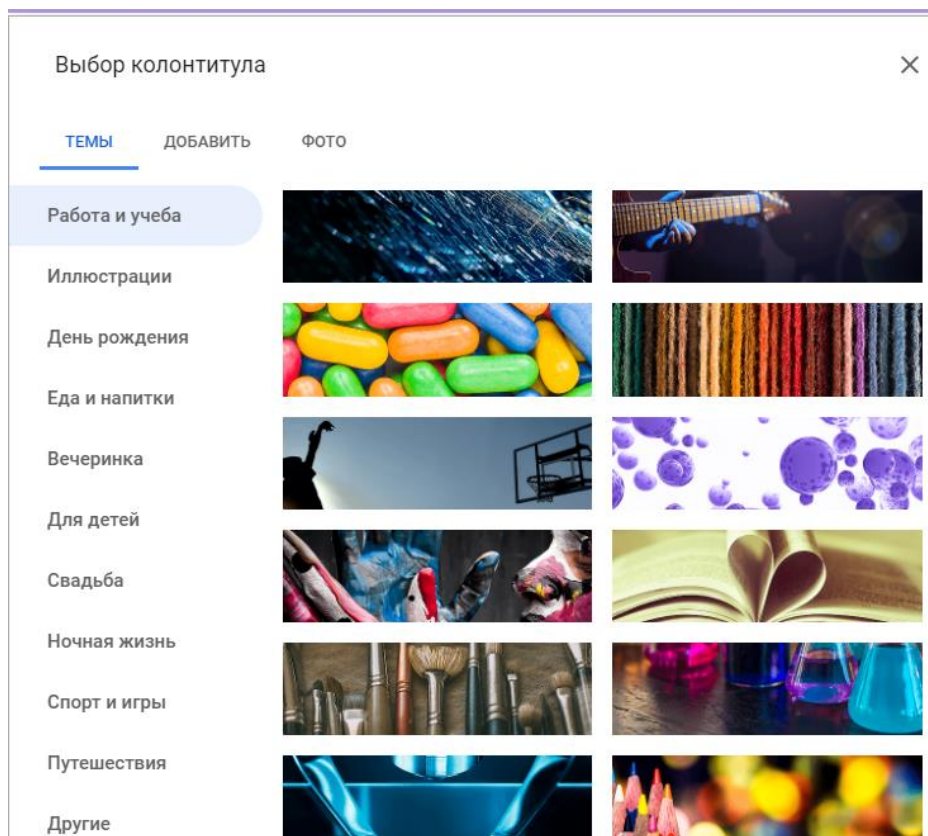 Выбор колонтитула
ТЕМЫ ДОБАВИТЬ ФОТО
Работа и учеба
Иллюстрации
День рождения
Еда и напитки
Вечеринка
Для детей
Свадьба
Ночная жизнь
Спорт и игры
Путешествия
Другие